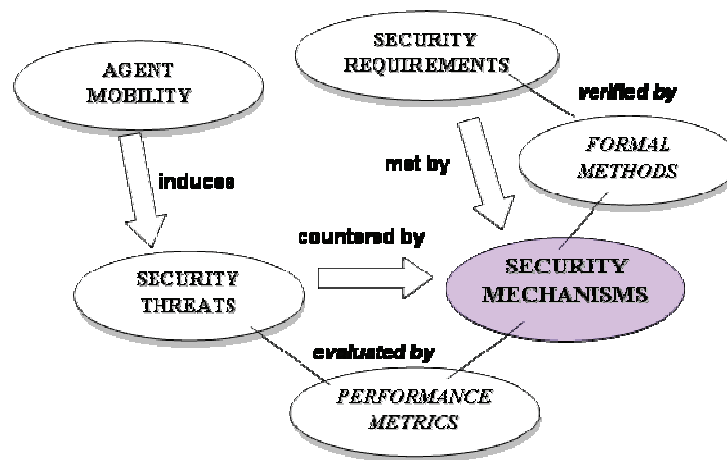 SECURITY
REQUIREMENTS
AGENT
MOBILITY
verified by
FORMAL
METHODS
met by
induces
countered by
SECURITY
THREATS
SECURITY
MECHANISMS
evaluated by
PERFORMANCE
METRICS